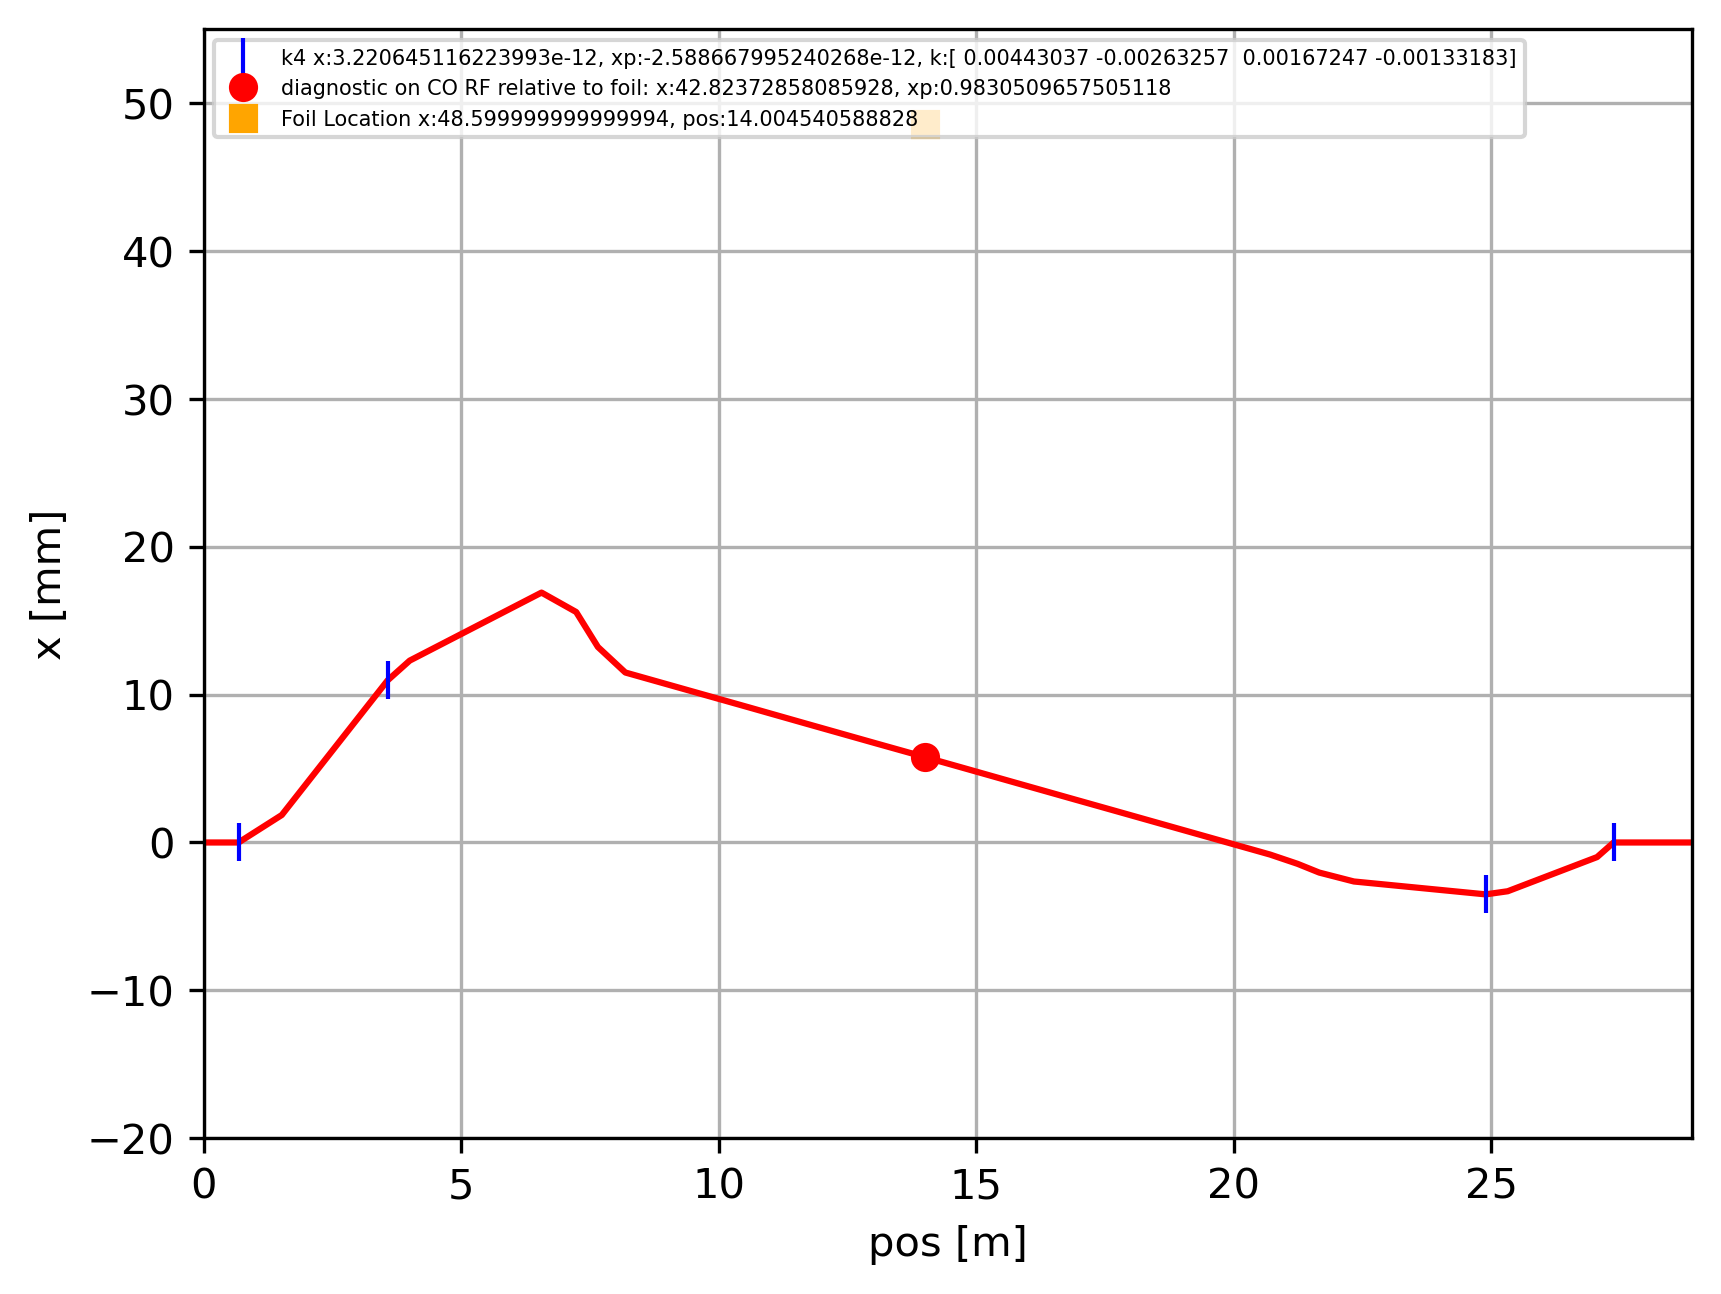 k4 x:3.220645116223993e-12, xp:-2.588667995240268e-12, k:[ 0.00443037 -0.00263257  0.00167247 -0.00133183]
diagnostic on CO RF relative to foil: x:42.82372858085928, xp:0.9830509657505118
Foil Location x:48.599999999999994, pos:14.004540588828
50
40
30
20
10
0
−10
−20
x [mm]
0 5 10 15 20 25
pos [m]